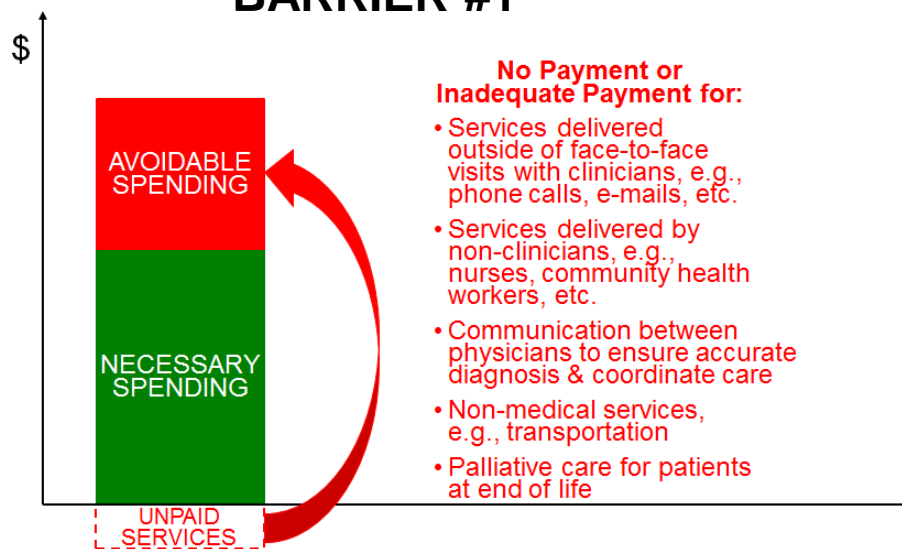 BARRIER #1
$
No Payment or
Inadequate Payment for:
AVOIDABLE
SPENDING
• Services delivered
outside of face-to-face
visits with clinicians, e.g.,
phone calls, e-mails, etc.
• Services delivered by
non-clinicians, e.g.,
nurses, community health
workers, etc.
NECESSARY
SPENDING
• Communication between
physicians to ensure accurate
diagnosis & coordinate care
• Non-medical services,
e.g., transportation
• Palliative care for patients
at end of life
UNPAID
SERVICES